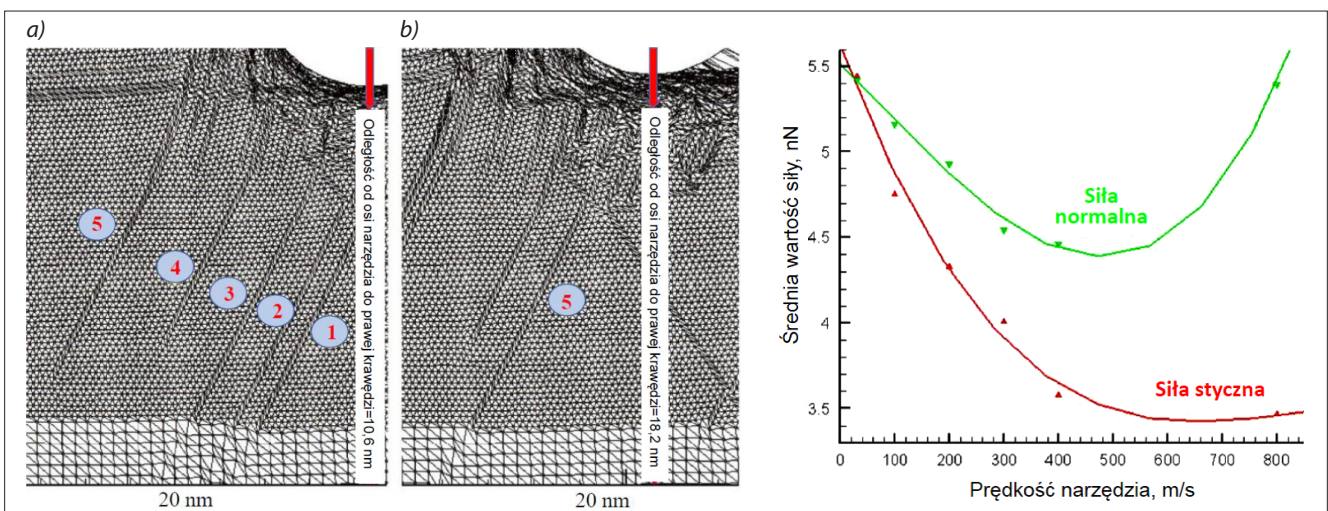 a)
5
4
3
2
1
Odległość od osi narzędzia do prawej krawędzi=10,6 nm
20 nm
b)
5
Odległość od osi narzędzia do prawej krawędzi=18,2 nm
20 nm
Średnia wartość siły, nN
5.5
5
4.5
4
3.5
Siła
normalna
Siła styczna
0 100 200 300 400 500 600 700 800
Prędkość narzędzia, m/s